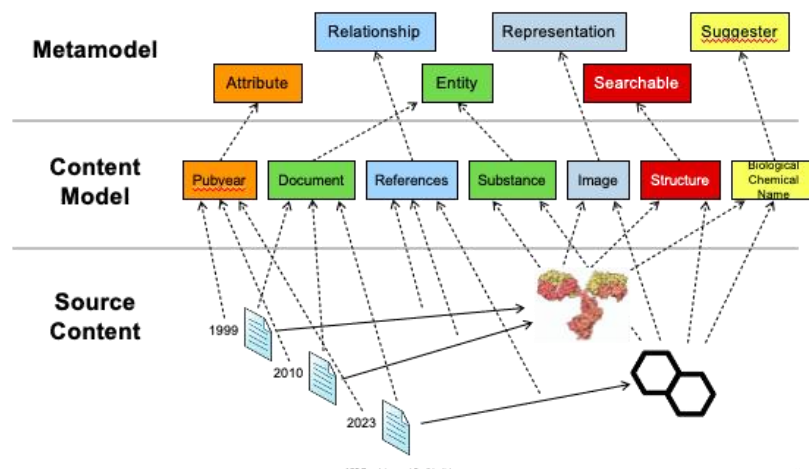 Metamodel
Relationship
Representation
Suggester
Attribute
Entity
Searchable
Content
Model
Pubyear
Document
References
Substance
Image
Structure
Biological
Chemical
Name
Source
Content
1999
2010
2023